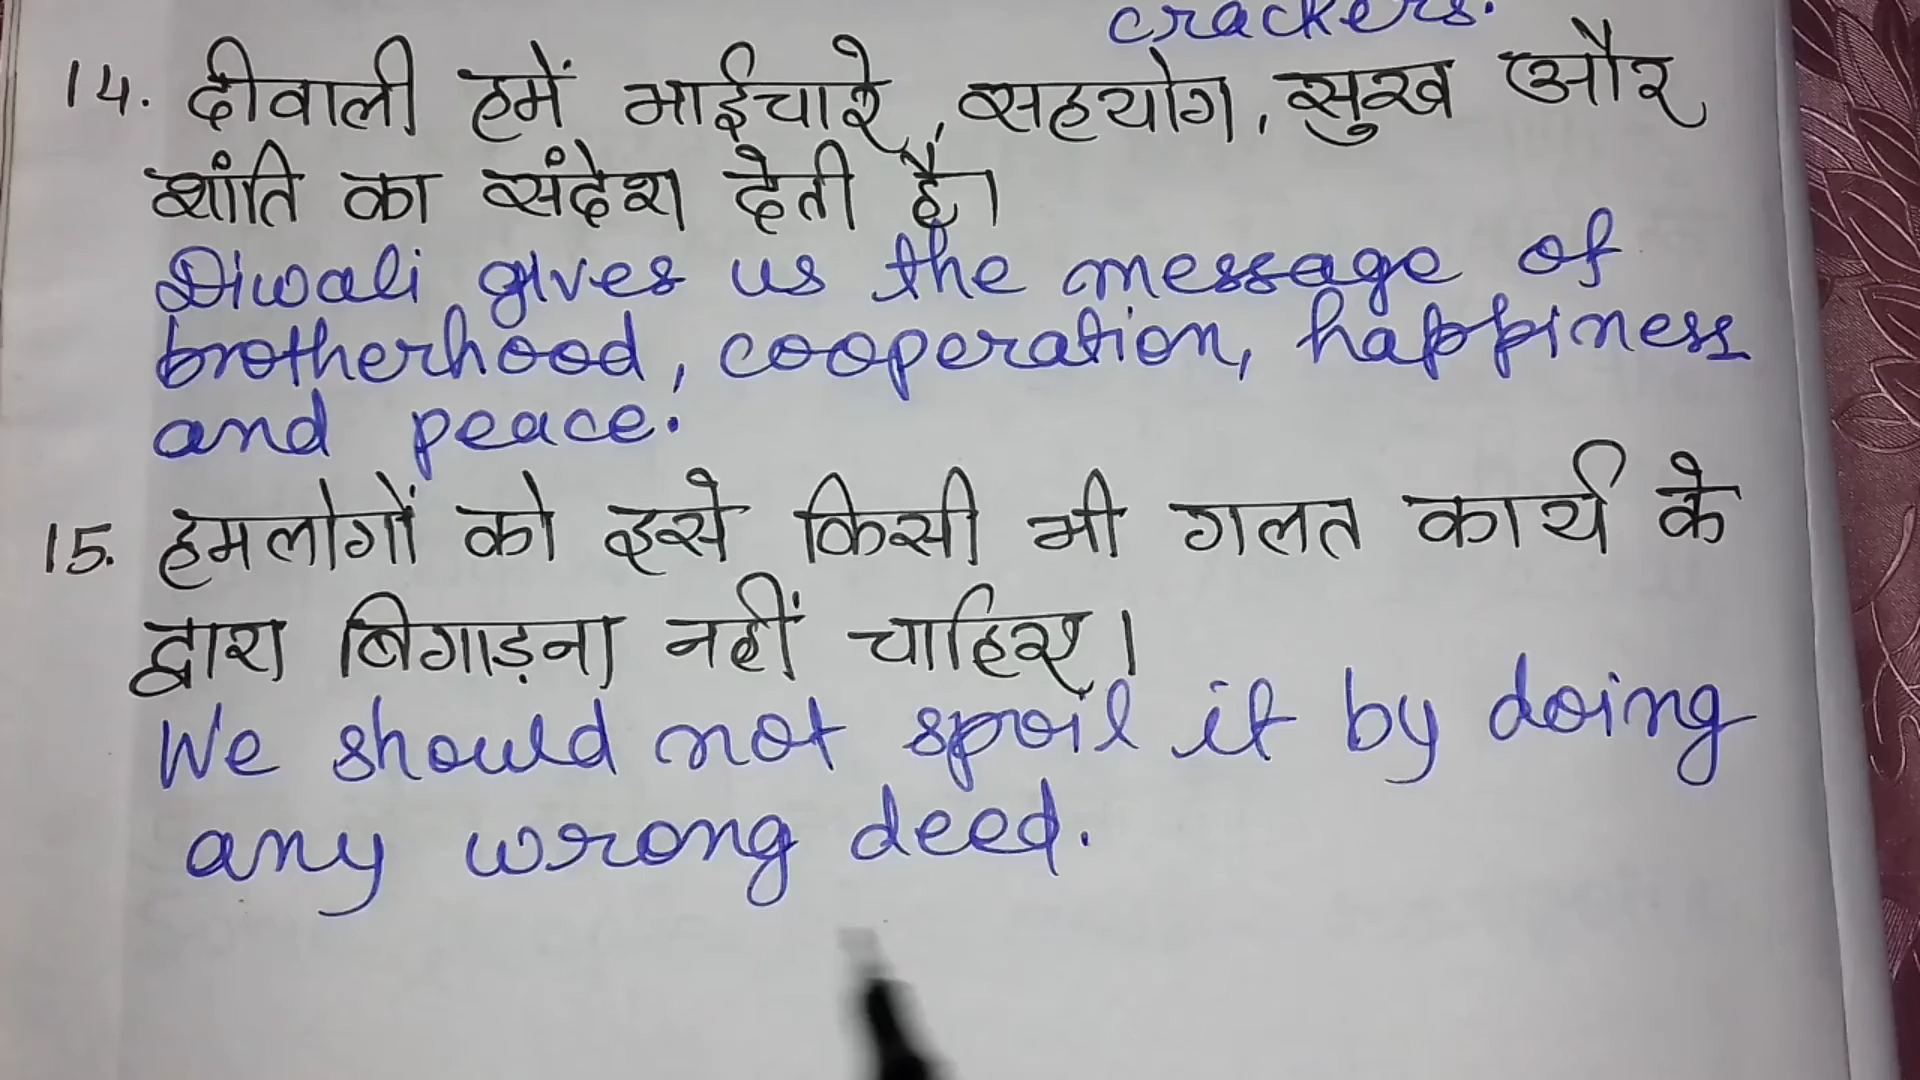 crackers.
14. दीवाली हमें भाईचारे, सहयोग, सुख और
शांति का संदेश देती है।
Diwali gives us the message of
brotherhood, cooperation, happiness
and peace.
15. हमलोगों को इसे किसी भी गलत कार्य के
द्वारा बिगाड़ना नहीं चाहिए।
We should not spoil it by doing
any wrong deed.